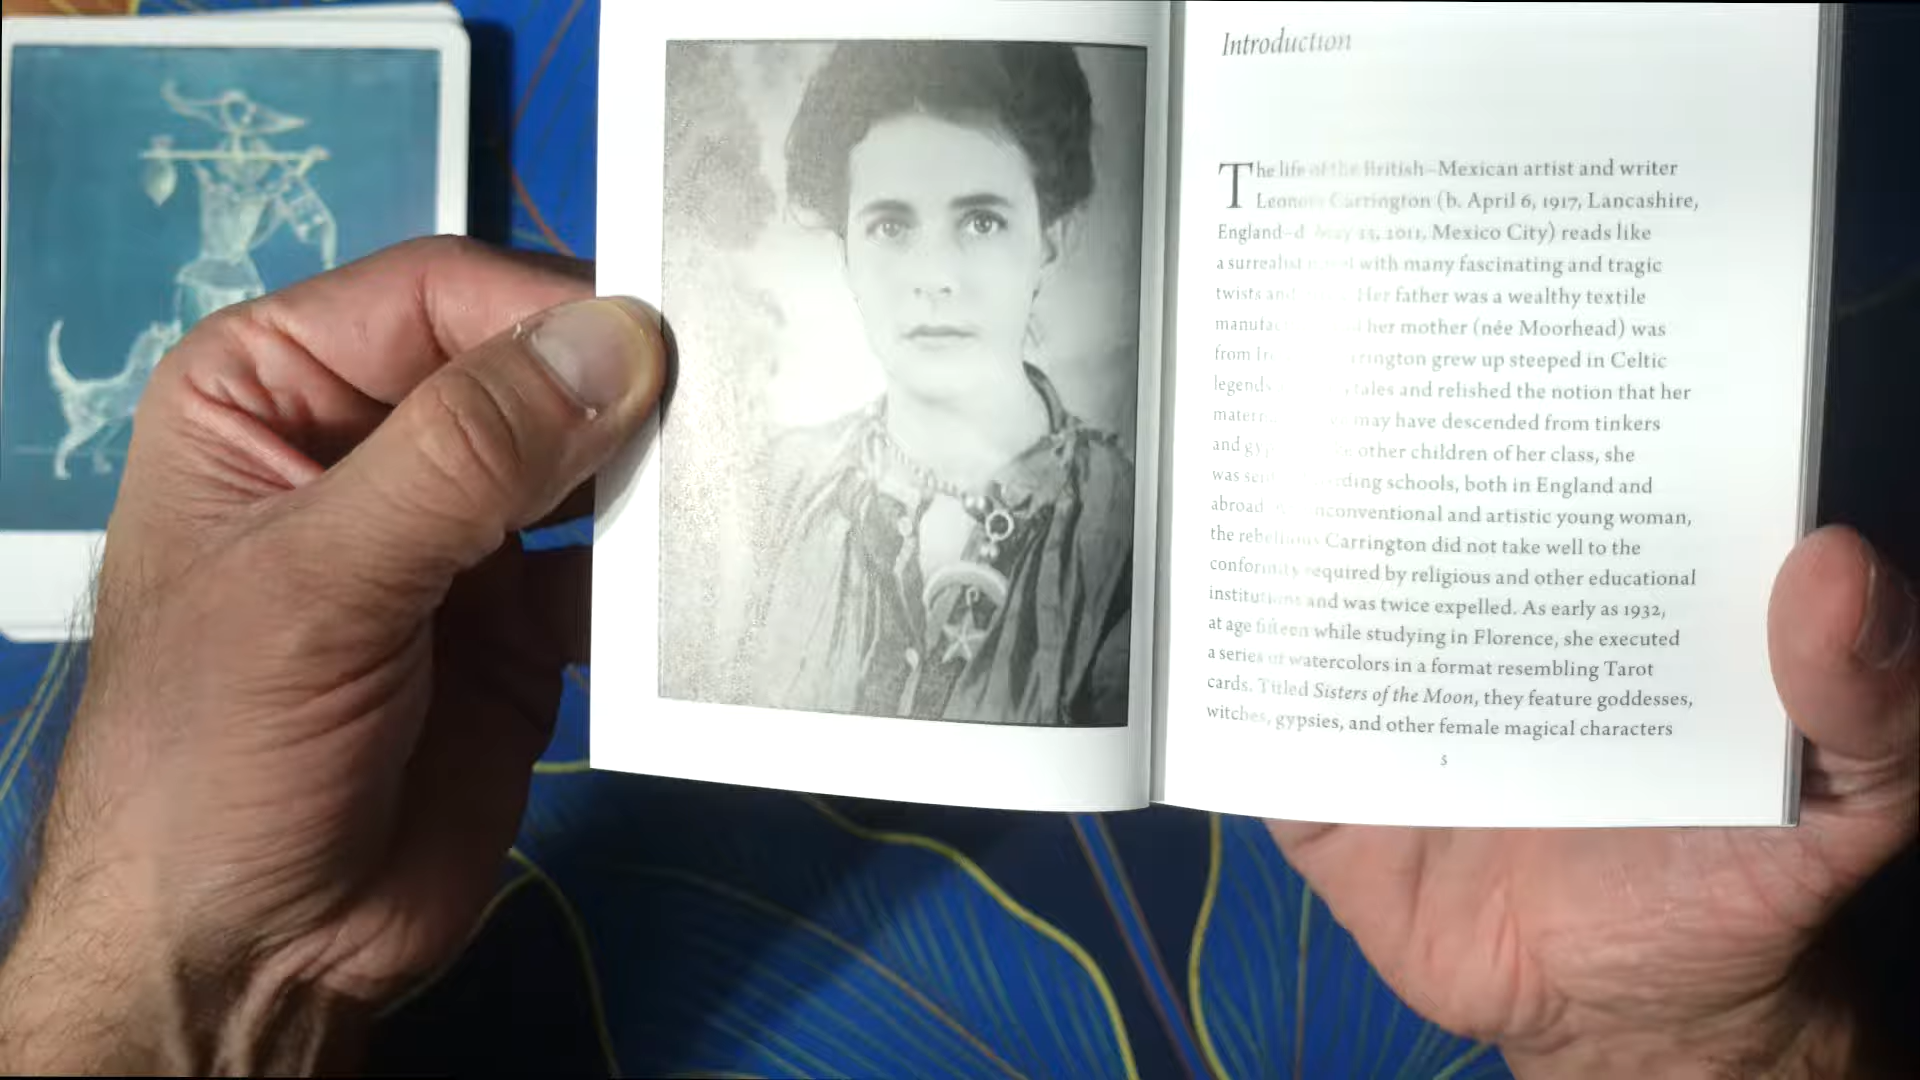 Introduction
The life of the British-Mexican artist and writer
Leonora Carrington (b. April 6, 1917, Lancashire,
England-d. May 25, 2011, Mexico City) reads like
a surrealist with many fascinating and tragic
twists and Her father was a wealthy textile
her mother (née Moorhead) was
from grew up steeped in Celtic
legends tales and relished the notion that her
may have descended from tinkers
and other children of her class, she
was schools, both in England and
abroad unconventional and artistic young woman,
the rebellious Carrington did not take well to the
conformity required by religious and other educational
institutions and was twice expelled. As early as 1932,
at age fifteen while studying in Florence, she executed
a series of watercolors in a format resembling Tarot
cards. Titled Sisters of the Moon, they feature goddesses,
witches, gypsies, and other female magical characters
5